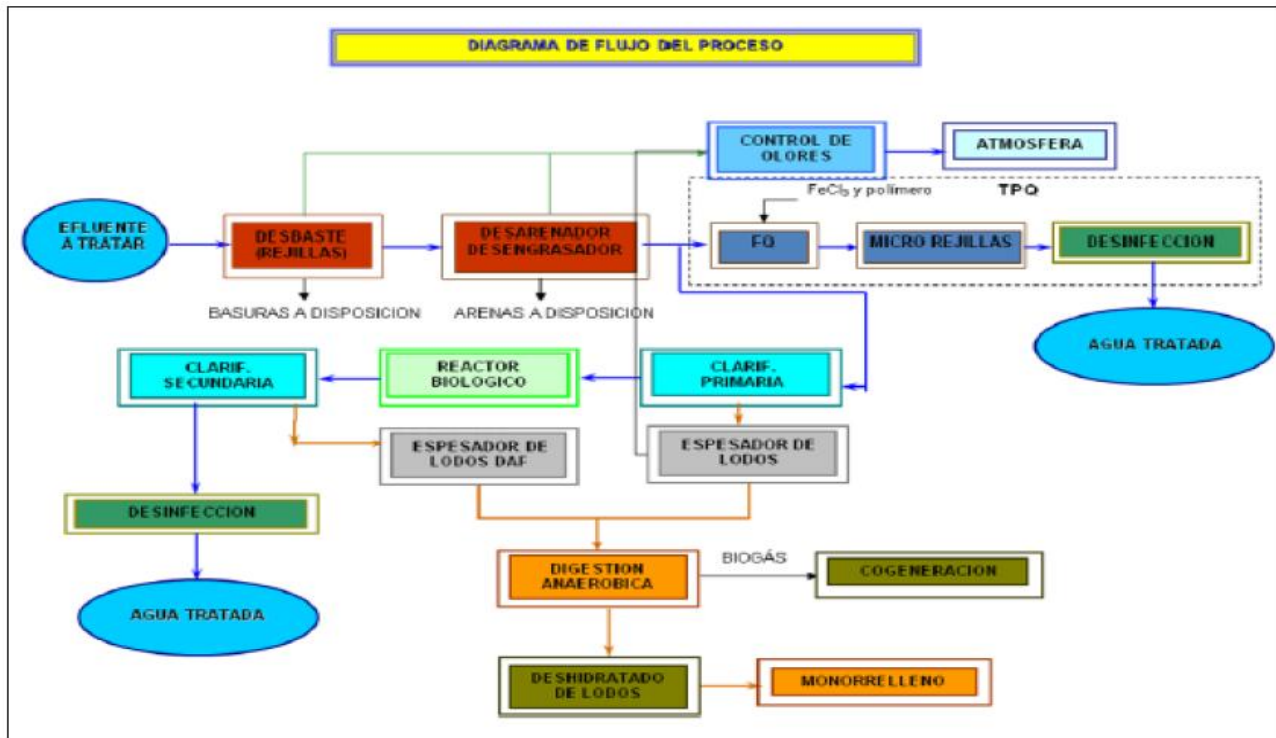 DIAGRAMA DE FLUJO DEL PROCESO
CONTROL DE
OLORES
ATMOSFERA
FeCl3 y polímero
TPQ
EFLUENTE
A TRATAR
DESBASTE
(REJILLAS)
DESARENADOR
DESENGRASADOR
FQ
MICRO REJILLAS
DESINFECCION
BASURAS A DISPOSICION
ARENAS A DISPOSICION
AGUA TRATADA
CLARIF.
SECUNDARIA
REACTOR
BIOLOGICO
CLARIF.
PRIMARIA
ESPESADOR DE
LODOS DAF
ESPESADOR DE
LODOS
DESINFECCION
DIGESTION
ANAEROBICA
BIOGÁS
COGENERACION
AGUA TRATADA
DESHIDRATADO
DE LODOS
MONORRELLENO